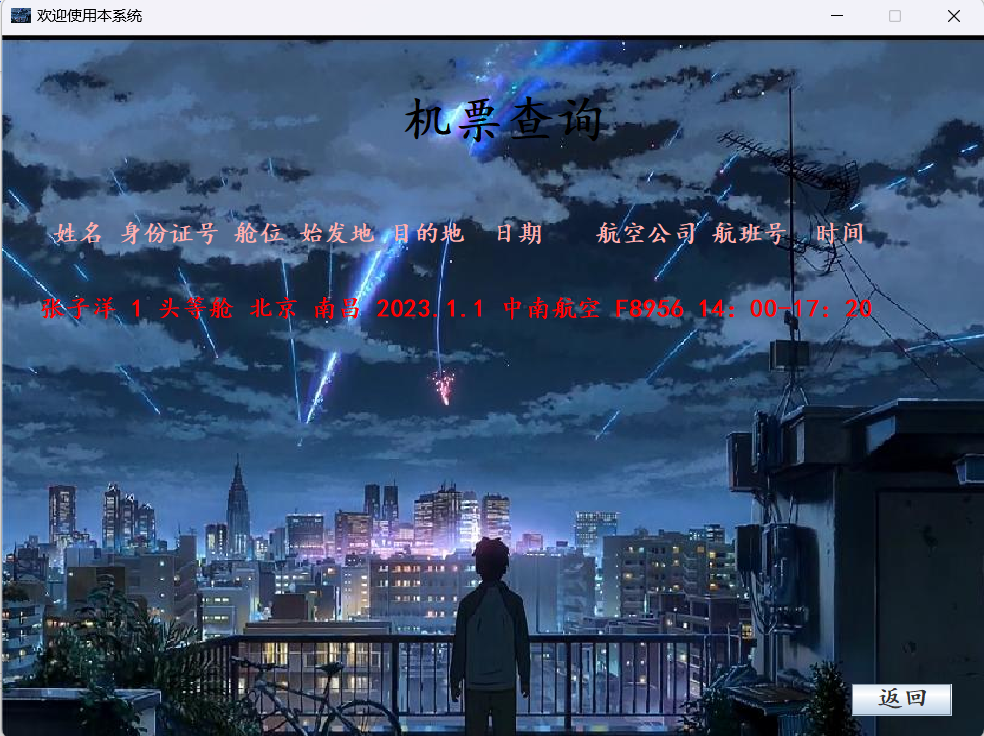 欢迎使用本系统
机票查询
姓名 身份证号 舱位 始发地 目的地 日期 航空公司 航班号 时间
张子洋 1 头等舱 北京 南昌 2023.1.1 中南航空 F8956 14：00-17：20
返回